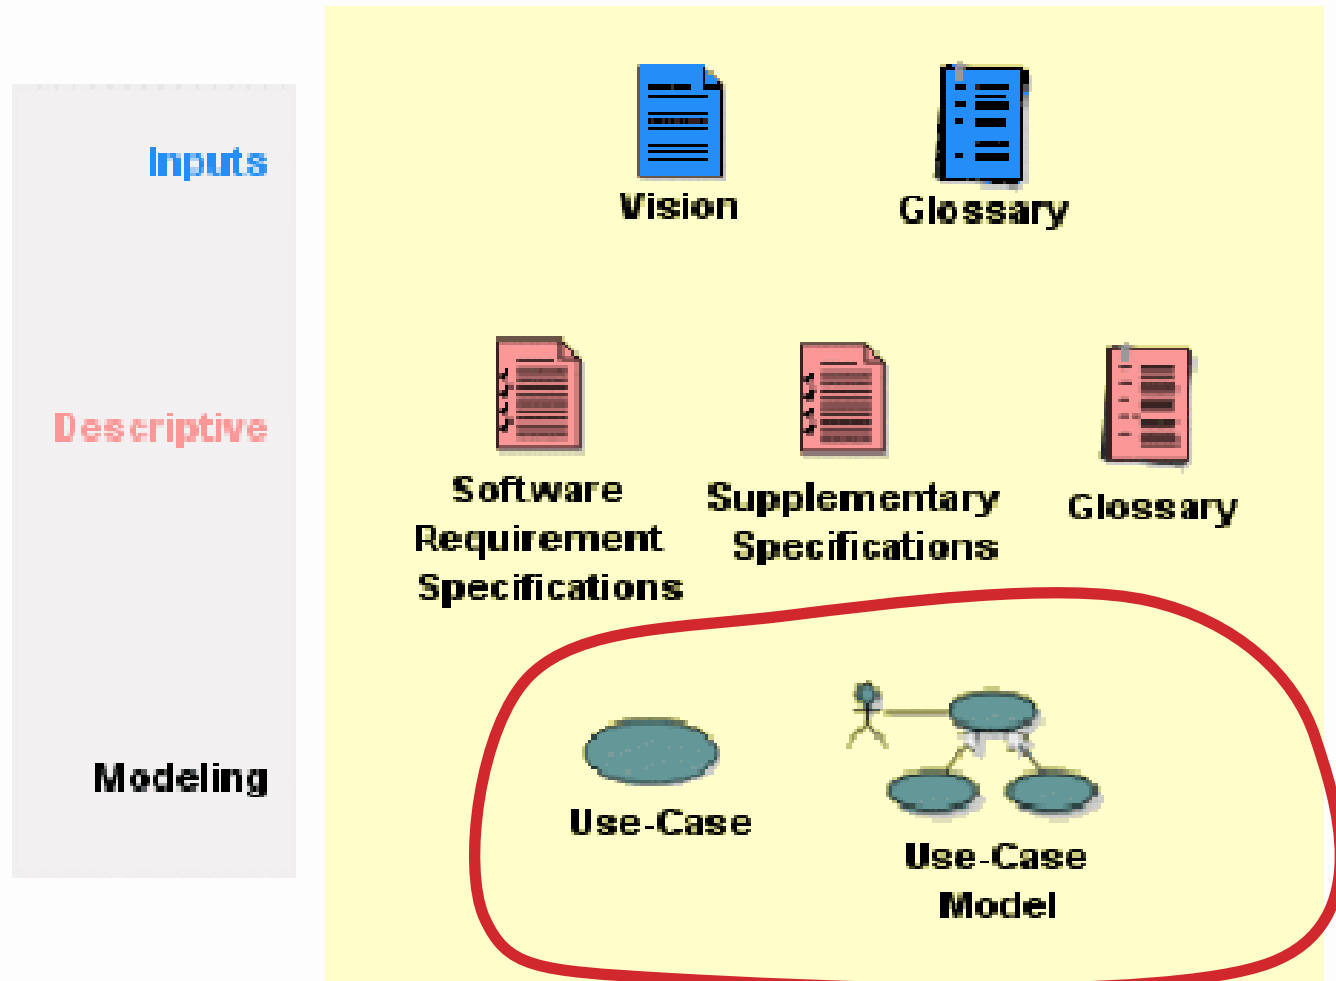 Inputs
Vision
Glossary
Descriptive
Software
Requirement
Specifications
Supplementary
Specifications
Glossary
Modeling
Use-Case
Use-Case
Model